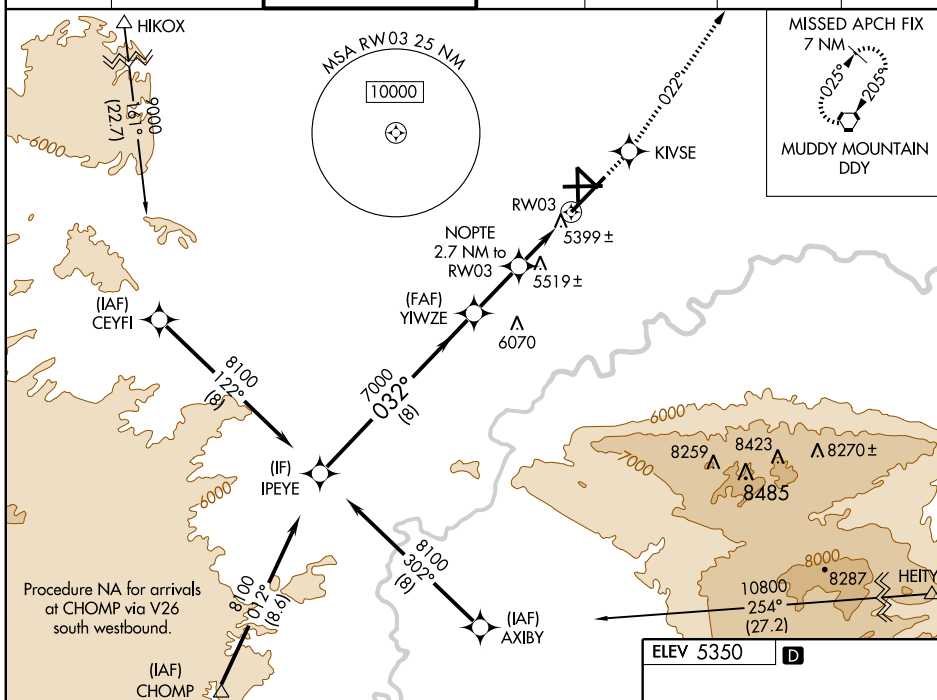 HIKOX
9000
161°
(22.7)
6000
MSA RW03 25 NM
10000
022°
MISSED APCH FIX
7 NM
025°
205°
MUDDY MOUNTAIN
DDY
KIVSE
RW03
5399 ±
NOPTE
2.7 NM to
RW03
5519 ±
(FAF)
YIWZE
6070
(IAF)
CEYFI
8100
122°
(8)
7000
032°
(8)
(IF)
IPEYE
6000
6000
7000
8259
8423
8270 ±
8485
8000
8287
HEITY
10800
254°
(27.2)
8100
302°
(8)
(IAF)
AXIBY
Procedure NA for arrivals
at CHOMP via V26
south westbound.
8100
012°
(8.6)
(IAF)
CHOMP
ELEV 5350
D